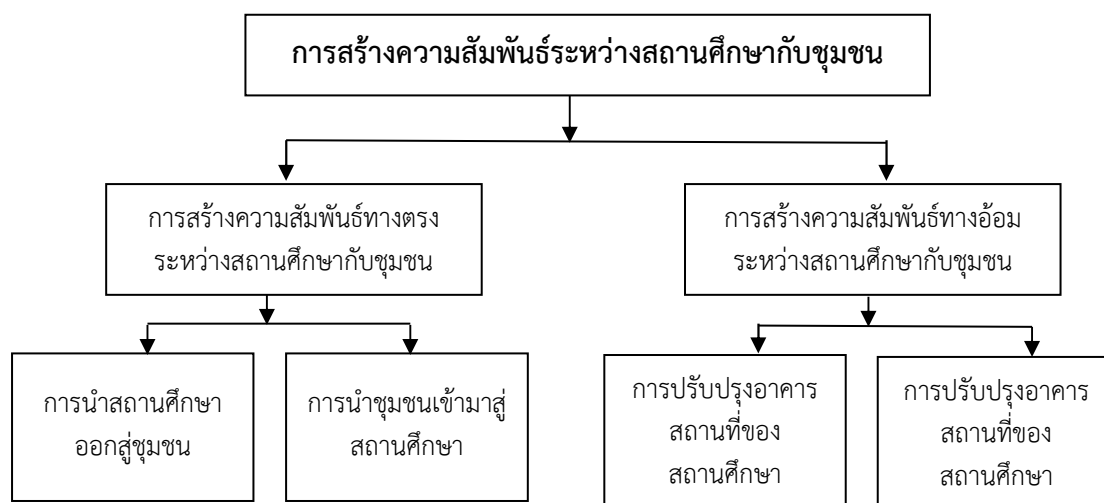 การสร้างความสัมพันธ์ระหว่างสถานศึกษากับชุมชน
การสร้างความสัมพันธ์ทางตรง
ระหว่างสถานศึกษากับชุมชน
การสร้างความสัมพันธ์ทางอ้อม
ระหว่างสถานศึกษากับชุมชน
การนำสถานศึกษา
ออกสู่ชุมชน
การนำชุมชนเข้ามาสู่
สถานศึกษา
การปรับปรุงอาคาร
สถานที่ของ
สถานศึกษา
การปรับปรุงอาคาร
สถานที่ของ
สถานศึกษา